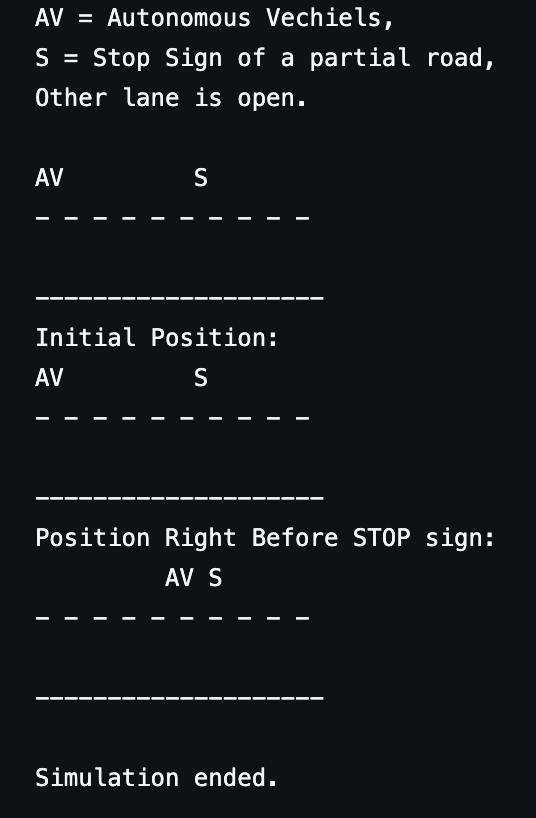 AV = Autonomous Vechiels,
S = Stop Sign of a partial road,
Other lane is open.
AV         S
- - - - - - - - - -
--------------------
Initial Position:
AV         S
- - - - - - - - - -
--------------------
Position Right Before STOP sign:
         AV S
- - - - - - - - - -
--------------------
Simulation ended.